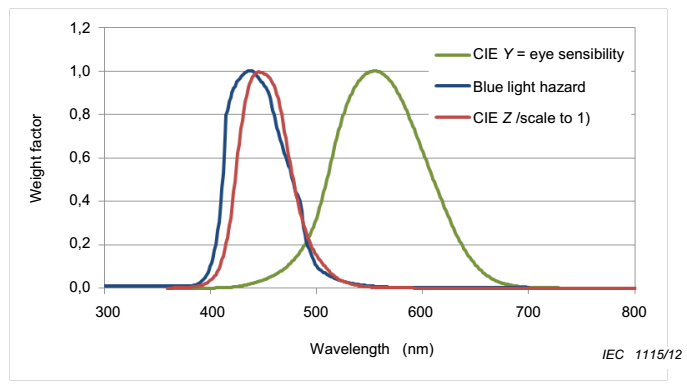 1,2
1,0
0,8
0,6
0,4
0,2
0,0
Weight factor
CIE Y = eye sensibility
Blue light hazard
CIE Z /scale to 1)
300 400 500 600 700 800
Wavelength (nm)
IEC 1115/12